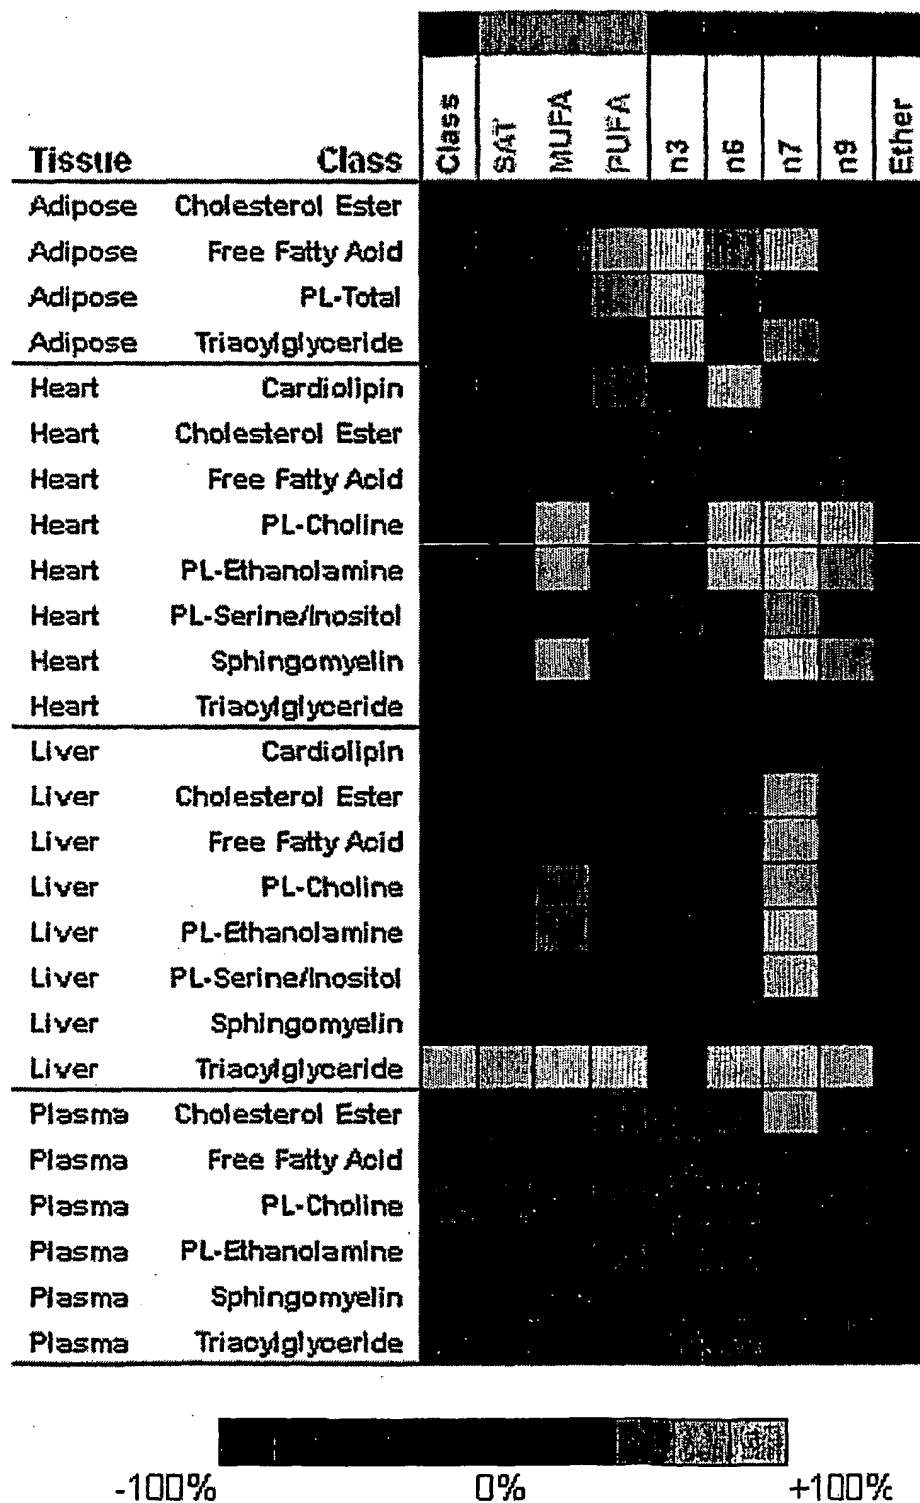 Class SAT MUFA PUFA n3 n6 n7 n9 Ether
Tissue Class
Adipose Cholesterol Ester
Adipose Free Fatty Acid
Adipose PL-Total
Adipose Triacylglyceride
Heart Cardiolipin
Heart Cholesterol Ester
Heart Free Fatty Acid
Heart PL-Choline
Heart PL-Ethanolamine
Heart PL-Serine/Inositol
Heart Sphingomyelin
Heart Triacylglyceride
Liver Cardiolipin
Liver Cholesterol Ester
Liver Free Fatty Acid
Liver PL-Choline
Liver PL-Ethanolamine
Liver PL-Serine/Inositol
Liver Sphingomyelin
Liver Triacylglyceride
Plasma Cholesterol Ester
Plasma Free Fatty Acid
Plasma PL-Choline
Plasma PL-Ethanolamine
Plasma Sphingomyelin
Plasma Triacylglyceride
-100% 0% +100%